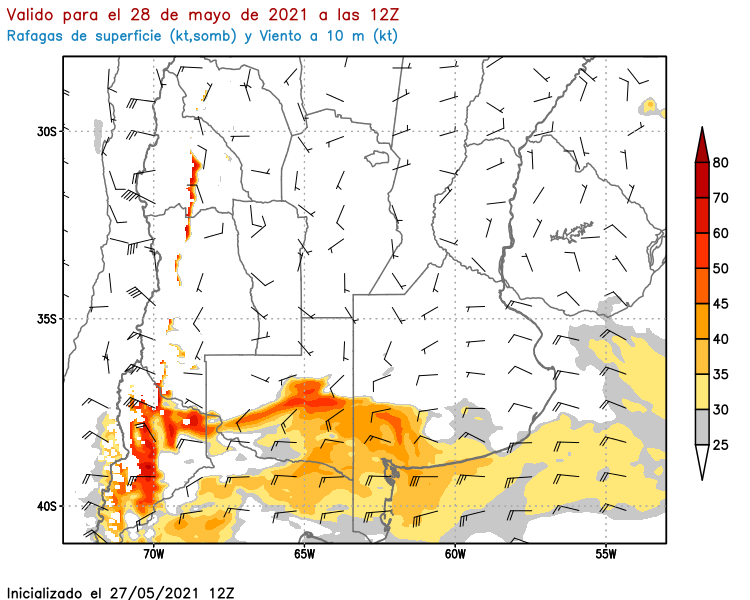 Valido para el 28 de mayo de 2021 a las 12Z
Rafagas de superficie (kt,somb) y Viento a 10 m (kt)
30S
35S
40S
70W
65W
60W
55W
80
70
60
50
45
40
35
30
25
Inicializado el 27/05/2021 12Z